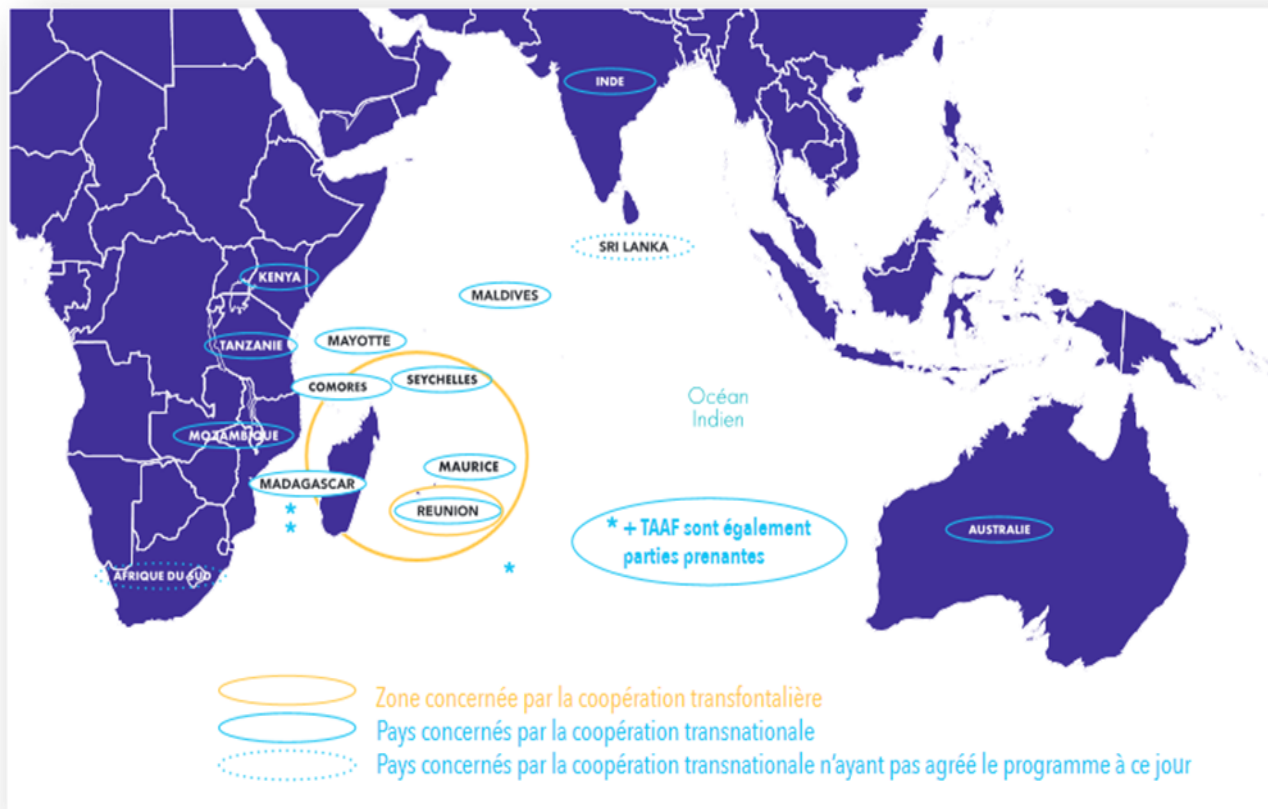 INDE
SRI LANKA
KENYA
MALDIVES
TANZANIE
MAYOTTE
COMORES
SEYCHELLES
Océan
Indien
MOZAMBIQUE
MAURICE
MADAGASCAR
*
*
REUNION
* + TAAF sont également
parties prenantes
AUSTRALIE
*
AFRIQUE DU SUD
Zone concernée par la coopération transfontalière
Pays concernés par la coopération transnationale
Pays concernés par la coopération transnationale n'ayant pas agréé le programme à ce jour